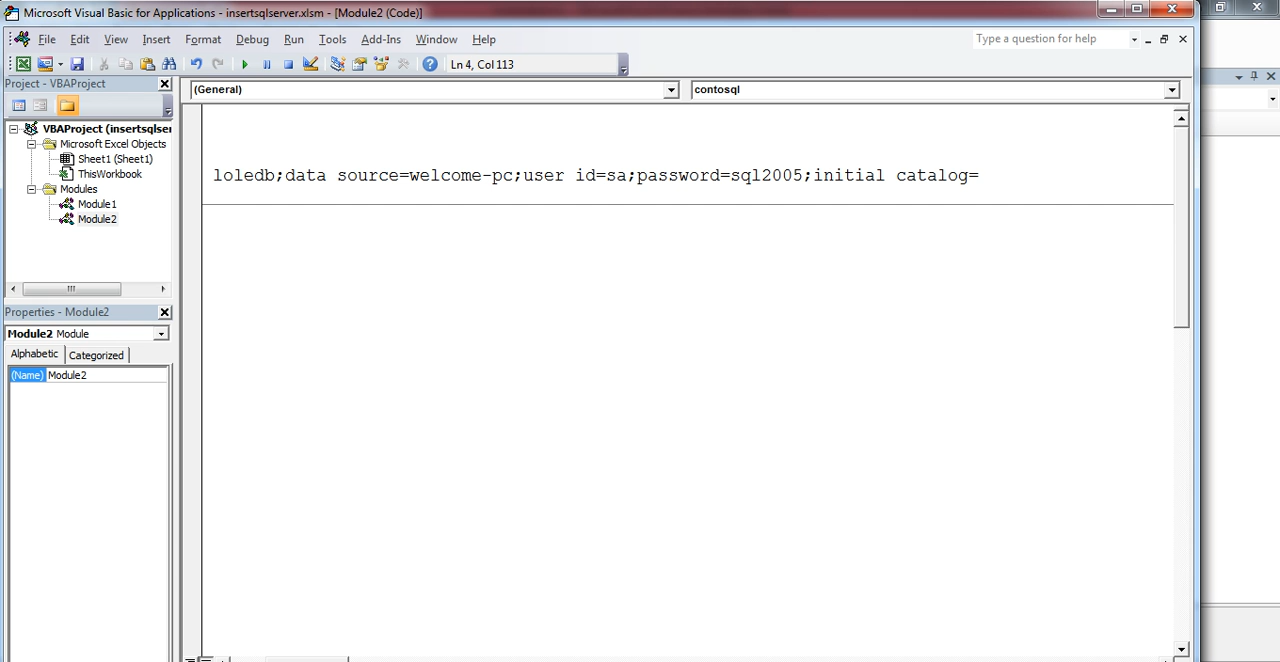 Microsoft Visual Basic for Applications - insertsqlserver.xlsm - [Module2 (Code)]
File Edit View Insert Format Debug Run Tools Add-Ins Window Help
Type a question for help
Ln 4, Col 113
Project - VBAProject
(General)
contosql
VBAProject (insertsqlser
Microsoft Excel Objects
Sheet1 (Sheet1)
ThisWorkbook
Modules
Module1
Module2
loledb;data source=welcome-pc;user id=sa;password=sql2005;initial catalog=
Properties - Module2
Module2 Module
Alphabetic Categorized
(Name) Module2